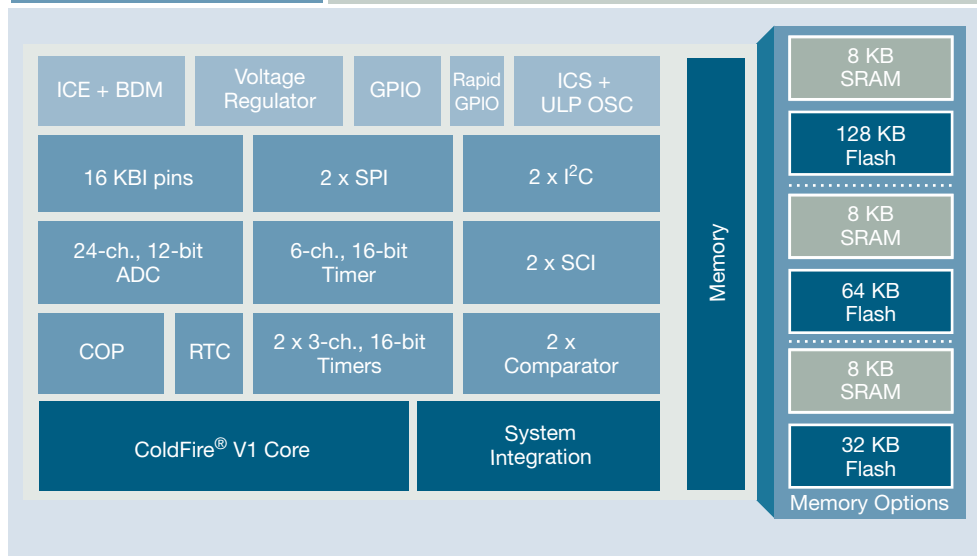 ICE + BDM
Voltage
Regulator
GPIO
Rapid
GPIO
ICS +
ULP OSC
16 KBI pins
2 x SPI
2 x I²C
24-ch., 12-bit
ADC
6-ch., 16-bit
Timer
2 x SCI
COP
RTC
2 x 3-ch., 16-bit
Timers
2 x
Comparator
ColdFire® V1 Core
System
Integration
Memory
8 KB
SRAM
128 KB
Flash
8 KB
SRAM
64 KB
Flash
8 KB
SRAM
32 KB
Flash
Memory Options